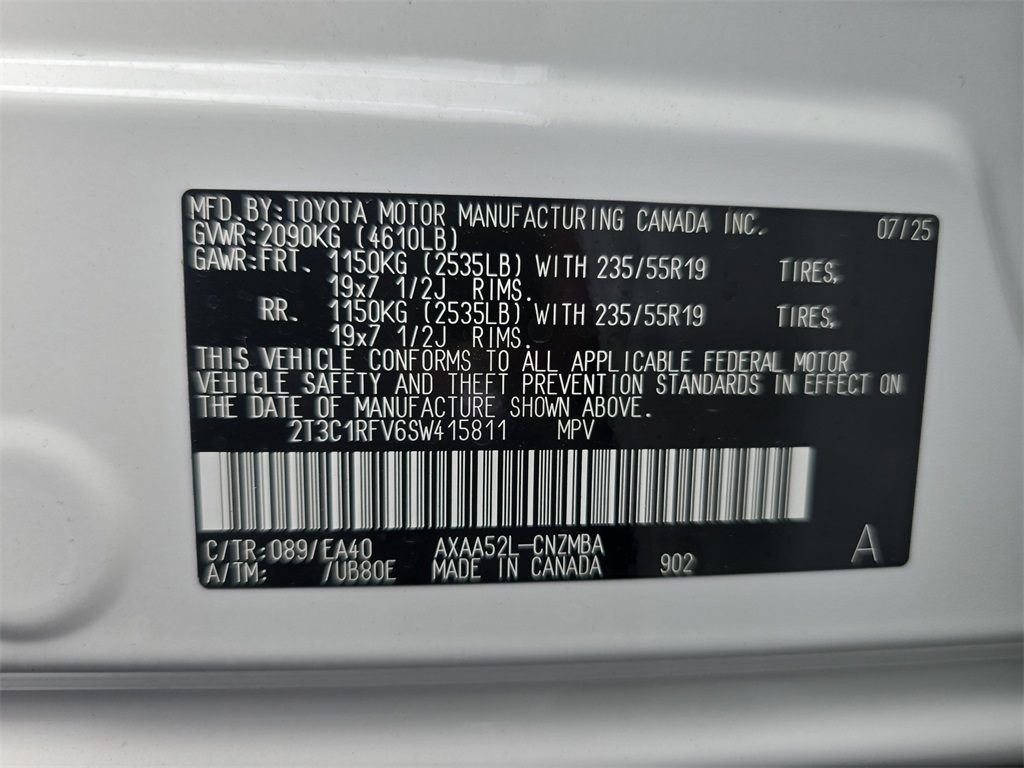 MFD.BY:TOYOTA MOTOR MANUFACTURING CANADA INC. 07/25
GVWR:2090KG (4610LB)
GAWR:FRT. 1150KG (2535LB) WITH 235/55R19 TIRES,
19x7 1/2J RIMS.
RR. 1150KG (2535LB) WITH 235/55R19 TIRES,
19x7 1/2J RIMS.
THIS VEHICLE CONFORMS TO ALL APPLICABLE FEDERAL MOTOR
VEHICLE SAFETY AND THEFT PREVENTION STANDARDS IN EFFECT ON
THE DATE OF MANUFACTURE SHOWN ABOVE.
2T3C1RFV6SW415811 MPV
C/TR:089/EA40 AXAA52L-CNZMBA A
A/TM: /UB80E MADE IN CANADA 902